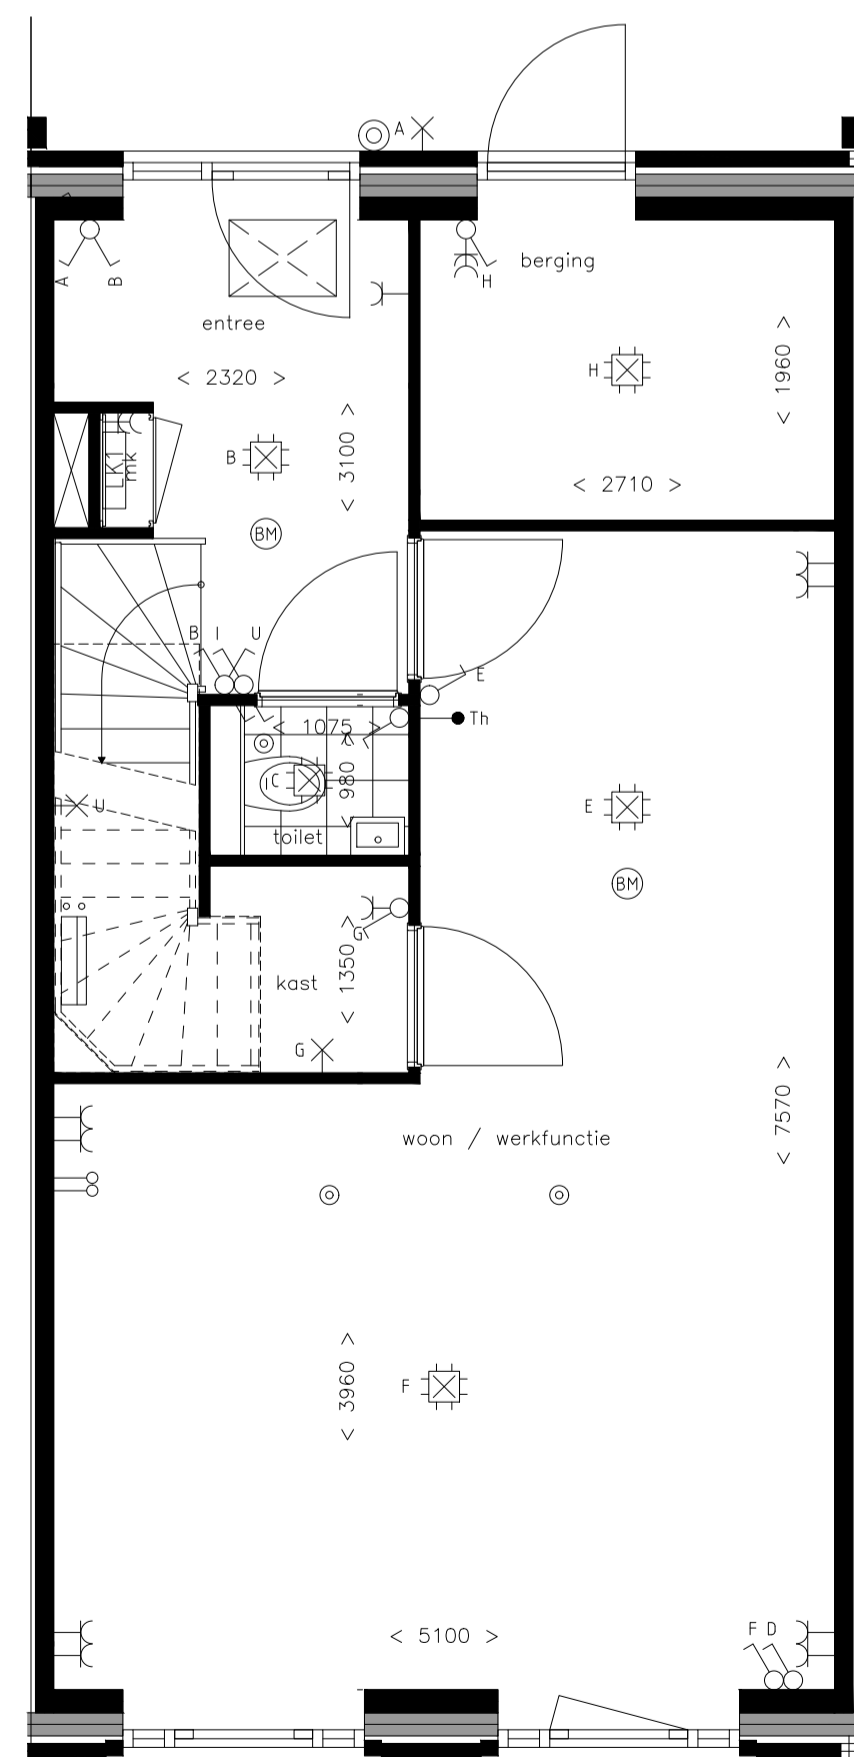 A
A
B
H
berging
entree
< 2320 >
H
< 1960 >
< 3100 >
LK1
mk
B
< 2710 >
BM
B
I
U
E
< 1075 >
Th
C
< 980 >
IC
U
E
toilet
BM
G
< 1350 >
kast
G
< 7570 >
woon / werkfunctie
< 3960 >
F
< 5100 >
F D